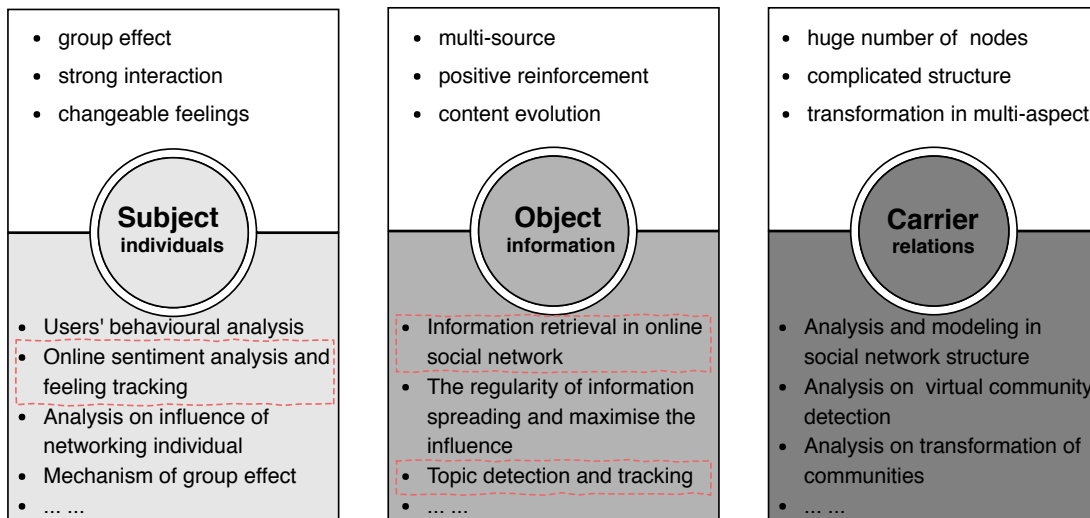 • group effect
• strong interaction
• changeable feelings
Subject
individuals
• Users' behavioural analysis
• Online sentiment analysis and
feeling tracking
• Analysis on influence of
networking individual
• Mechanism of group effect
• ... ...
• multi-source
• positive reinforcement
• content evolution
Object
information
• Information retrieval in online
social network
• The regularity of information
spreading and maximise the
influence
• Topic detection and tracking
• ... ...
• huge number of nodes
• complicated structure
• transformation in multi-aspect
Carrier
relations
• Analysis and modeling in
social network structure
• Analysis on virtual community
detection
• Analysis on transformation of
communities
• ... ...